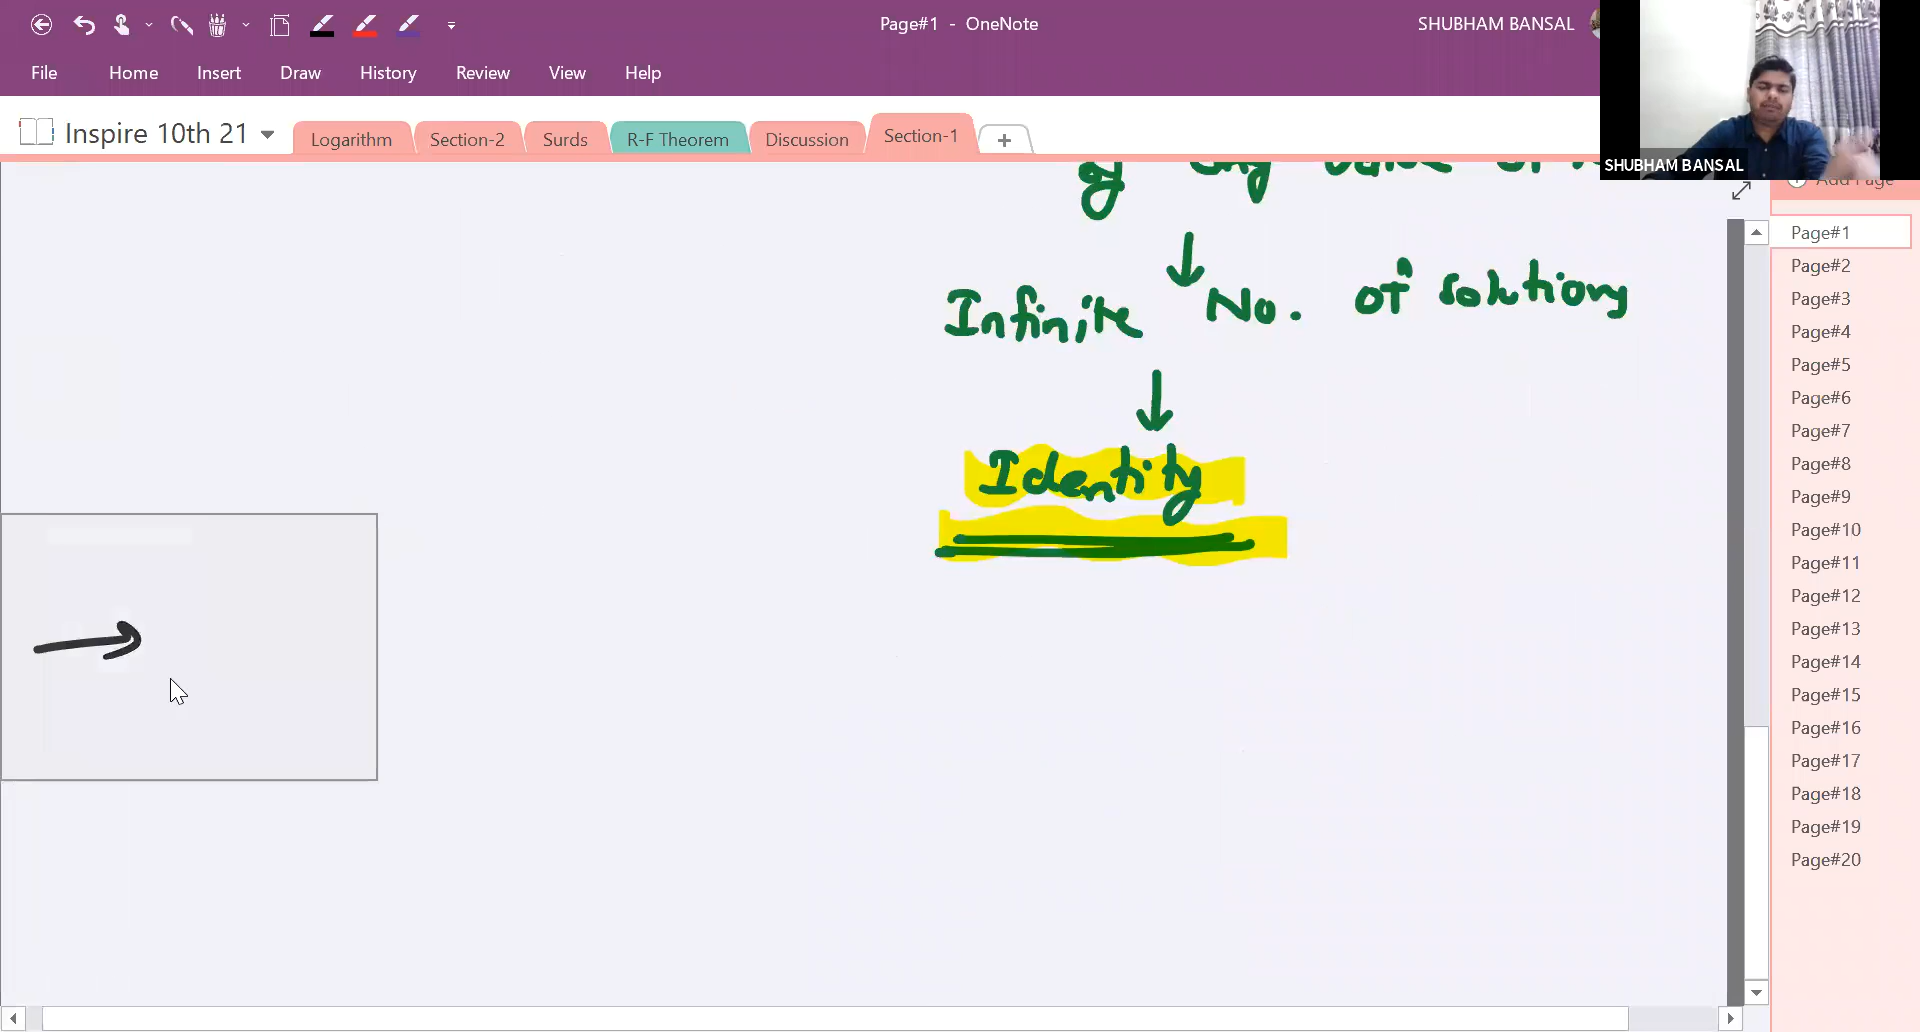 Page#1 - OneNote
SHUBHAM BANSAL
File Home Insert Draw History Review View Help
SHUBHAM BANSAL
Inspire 10th 21
Logarithm Section-2 Surds R-F Theorem Discussion Section-1
Add Page
Infinite No. of solutions
Identity
Page#1
Page#2
Page#3
Page#4
Page#5
Page#6
Page#7
Page#8
Page#9
Page#10
Page#11
Page#12
Page#13
Page#14
Page#15
Page#16
Page#17
Page#18
Page#19
Page#20